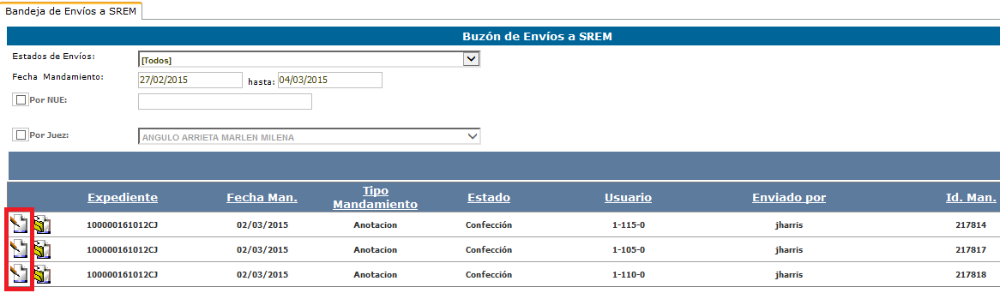 Bandeja de Envíos a SREM
Buzón de Envíos a SREM
Estados de Envíos: [Todos]
Fecha Mandamiento: 27/02/2015 hasta: 04/03/2015
Por NUE:
Por Juez: ANGULO ARRIETA MARLEN MILENA
Expediente Fecha Man. Tipo Mandamiento Estado Usuario Enviado por Id. Man.
100000161012CJ 02/03/2015 Anotacion Confección 1-115-0 jharris 217814
100000161012CJ 02/03/2015 Anotacion Confección 1-105-0 jharris 217817
100000161012CJ 02/03/2015 Anotacion Confección 1-110-0 jharris 217818